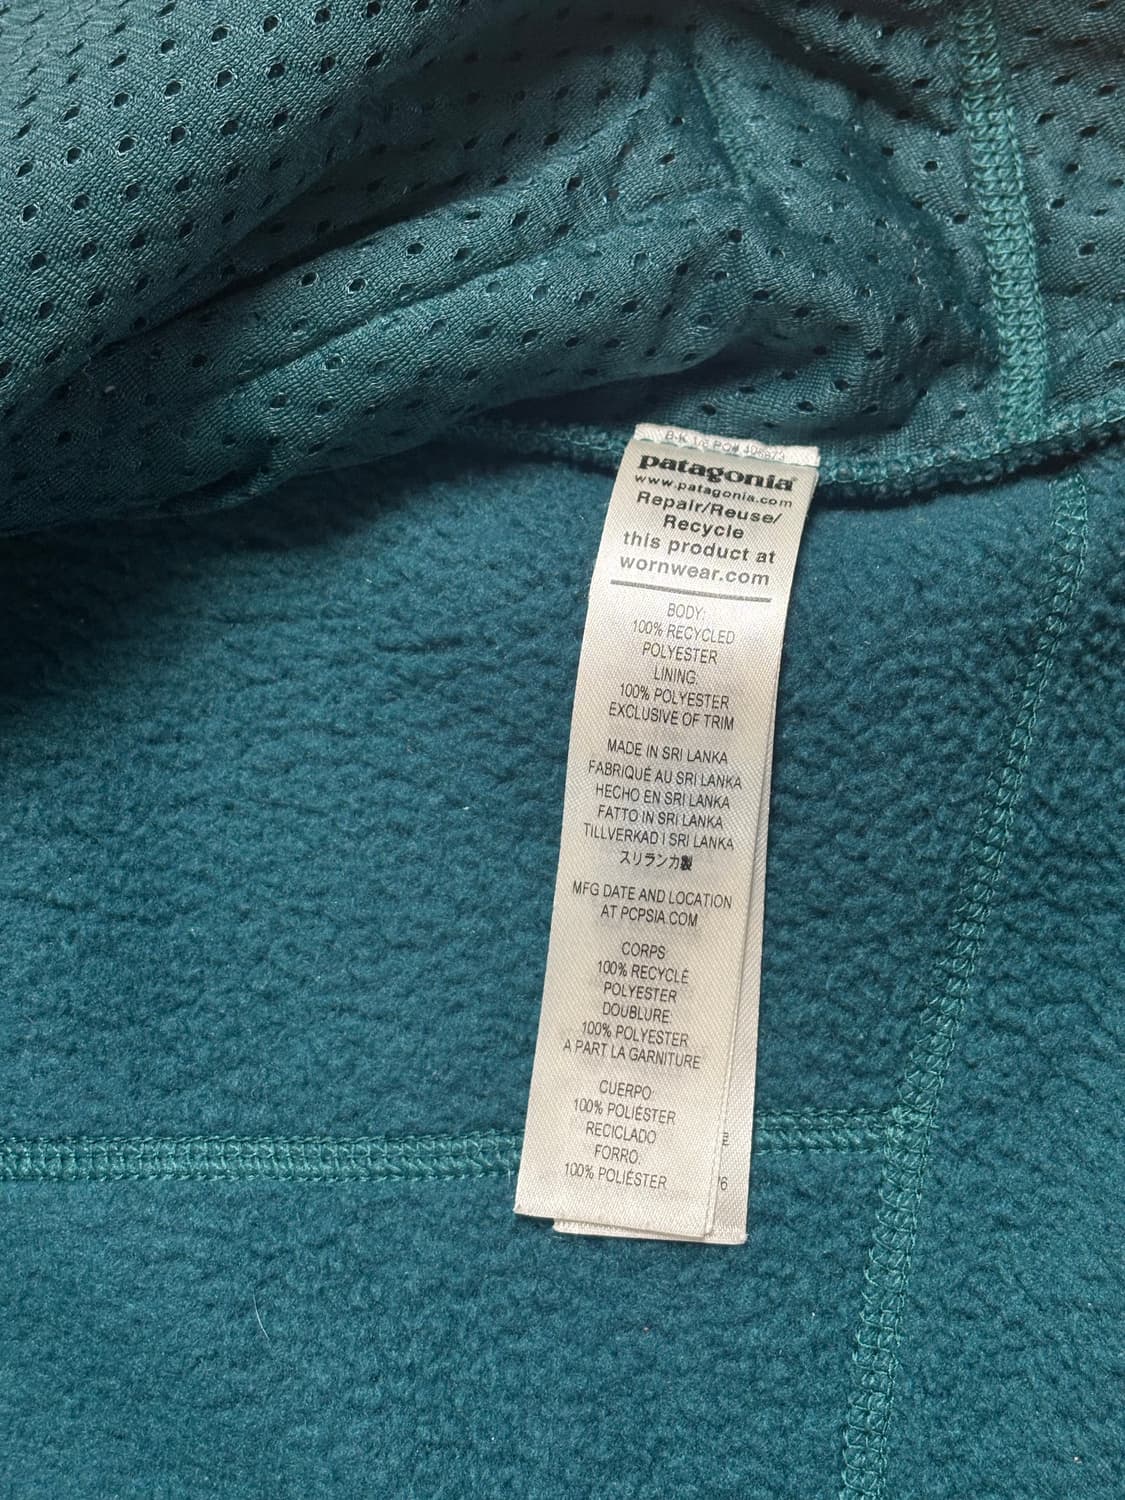 patagonia®
www.patagonia.com
Repair/Reuse/
Recycle
this product at
wornwear.com
BODY:
100% RECYCLED
POLYESTER
LINING:
100% POLYESTER
EXCLUSIVE OF TRIM
MADE IN SRI LANKA
FABRIQUÉ AU SRI LANKA
HECHO EN SRI LANKA
FATTO IN SRI LANKA
TILLVERKAD I SRI LANKA
スリランカ製
MFG DATE AND LOCATION
AT PCPSIA.COM
CORPS
100% RECYCLÉ
POLYESTER
DOUBLURE
100% POLYESTER
A PART LA GARNITURE
CUERPO:
100% POLIÉSTER
RECICLADO
FORRO:
100% POLIÉSTER